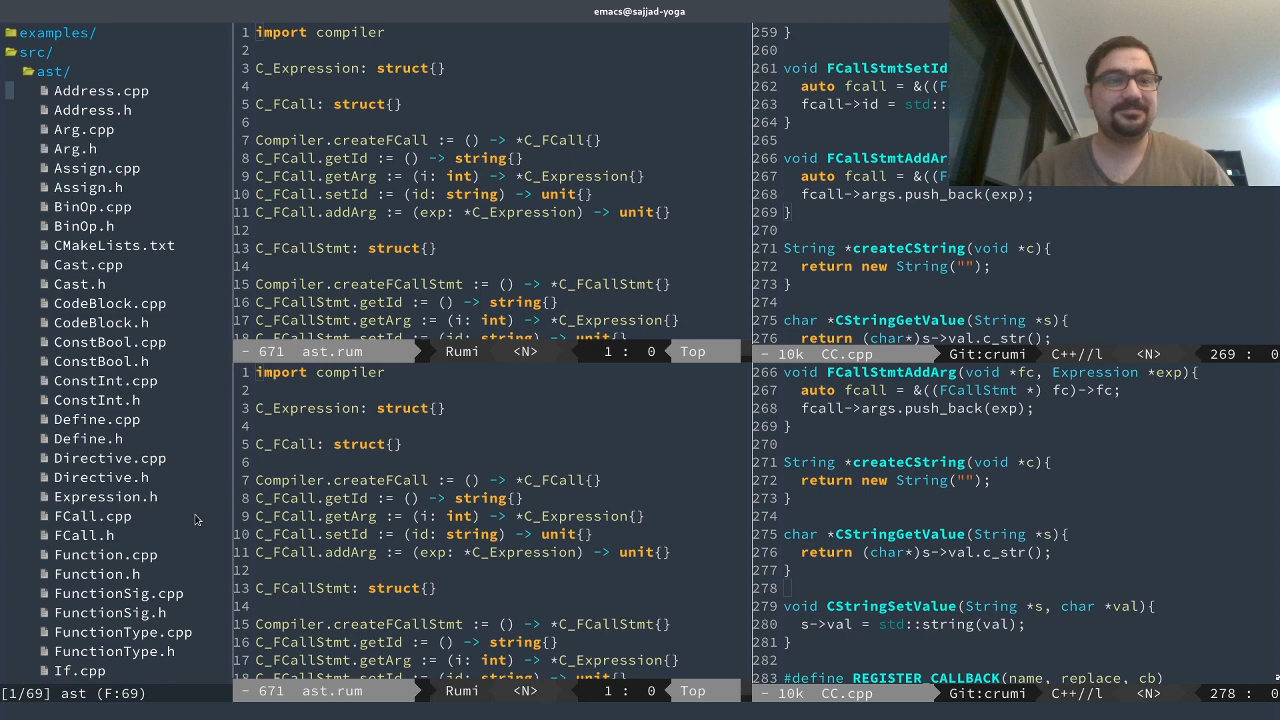 emacs@sajjad-yoga
examples/
src/
ast/
Address.cpp
Address.h
Arg.cpp
Arg.h
Assign.cpp
Assign.h
BinOp.cpp
BinOp.h
CMakeLists.txt
Cast.cpp
Cast.h
CodeBlock.cpp
CodeBlock.h
ConstBool.cpp
ConstBool.h
ConstInt.cpp
ConstInt.h
Define.cpp
Define.h
Directive.cpp
Directive.h
Expression.h
FCall.cpp
FCall.h
Function.cpp
Function.h
FunctionSig.cpp
FunctionSig.h
FunctionType.cpp
FunctionType.h
If.cpp
[1/69] ast (F:69)
1 import compiler
2
3 C_Expression: struct{}
4
5 C_FCall: struct{}
6
7 Compiler.createFCall := () -> *C_FCall{}
8 C_FCall.getId := () -> string{}
9 C_FCall.getArg := (i: int) -> *C_Expression{}
10 C_FCall.setId := (id: string) -> unit{}
11 C_FCall.addArg := (exp: *C_Expression) -> unit{}
12
13 C_FCallStmt: struct{}
14
15 Compiler.createFCallStmt := () -> *C_FCallStmt{}
16 C_FCallStmt.getId := () -> string{}
17 C_FCallStmt.getArg := (i: int) -> *C_Expression{}
18 C_FCallStmt.setId := (id: string) -> unit{}
- 671 ast.rum Rumi <N> 1 : 0 Top
1 import compiler
2
3 C_Expression: struct{}
4
5 C_FCall: struct{}
6
7 Compiler.createFCall := () -> *C_FCall{}
8 C_FCall.getId := () -> string{}
9 C_FCall.getArg := (i: int) -> *C_Expression{}
10 C_FCall.setId := (id: string) -> unit{}
11 C_FCall.addArg := (exp: *C_Expression) -> unit{}
12
13 C_FCallStmt: struct{}
14
15 Compiler.createFCallStmt := () -> *C_FCallStmt{}
16 C_FCallStmt.getId := () -> string{}
17 C_FCallStmt.getArg := (i: int) -> *C_Expression{}
18 C_FCallStmt.setId := (id: string) -> unit{}
- 671 ast.rum Rumi <N> 1 : 0 Top
259 }
260
261 void FCallStmtSetId
262 auto fcall = &((F
263 fcall->id = std::
264 }
265
266 void FCallStmtAddAr
267 auto fcall = &((F
268 fcall->args.push_back(exp);
269 }
270
271 String *createCString(void *c){
272 return new String("");
273 }
274
275 char *CStringGetValue(String *s){
276 return (char*)s->val.c_str();
- 10k CC.cpp Git:crumi C++//l <N> 269 : 0
266 void FCallStmtAddArg(void *fc, Expression *exp){
267 auto fcall = &((FCallStmt *) fc)->fc;
268 fcall->args.push_back(exp);
269 }
270
271 String *createCString(void *c){
272 return new String("");
273 }
274
275 char *CStringGetValue(String *s){
276 return (char*)s->val.c_str();
277 }
278
279 void CStringSetValue(String *s, char *val){
280 s->val = std::string(val);
281 }
282
283 #define REGISTER_CALLBACK(name, replace, cb)
- 10k CC.cpp Git:crumi C++//l <N> 278 : 0